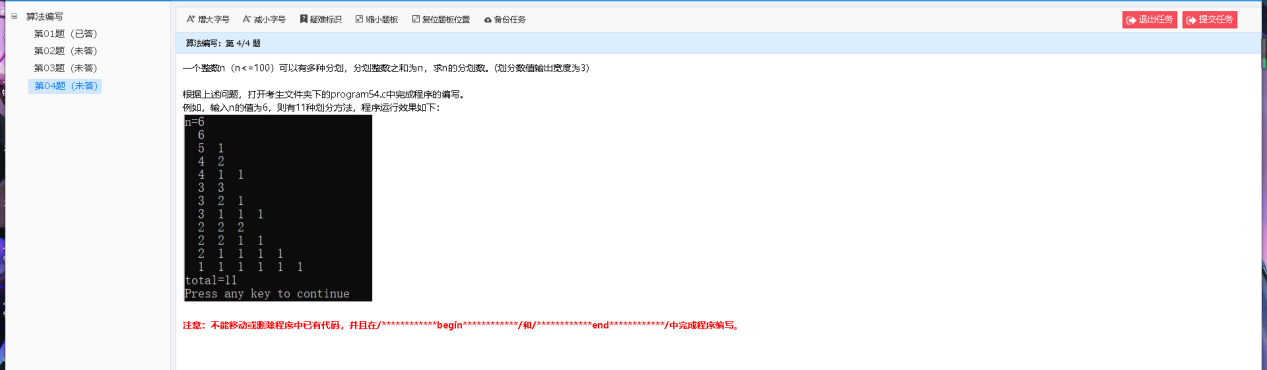 算法编写
第01题（已答）
第02题（未答）
第03题（未答）
第04题（未答）
增大字号 减小字号 疑难标识 缩小题板 复位题板位置 备份任务 退出任务 提交任务
算法编写：第 4/4 题
一个整数n（n<=100）可以有多种分划，分划整数之和为n，求n的分划数。（划分数值输出宽度为3）
根据上述问题，打开考生文件夹下的program54.c中完成程序的编写。
例如，输入n的值为6，则有11种划分方法，程序运行效果如下：
n=6
6
5 1
4 2
4 1 1
3 3
3 2 1
3 1 1 1
2 2 2
2 2 1 1
2 1 1 1 1
1 1 1 1 1 1
total=11
Press any key to continue
注意：不能移动或删除程序中已有代码，并且在/************begin************/和/************end************/中完成程序编写。